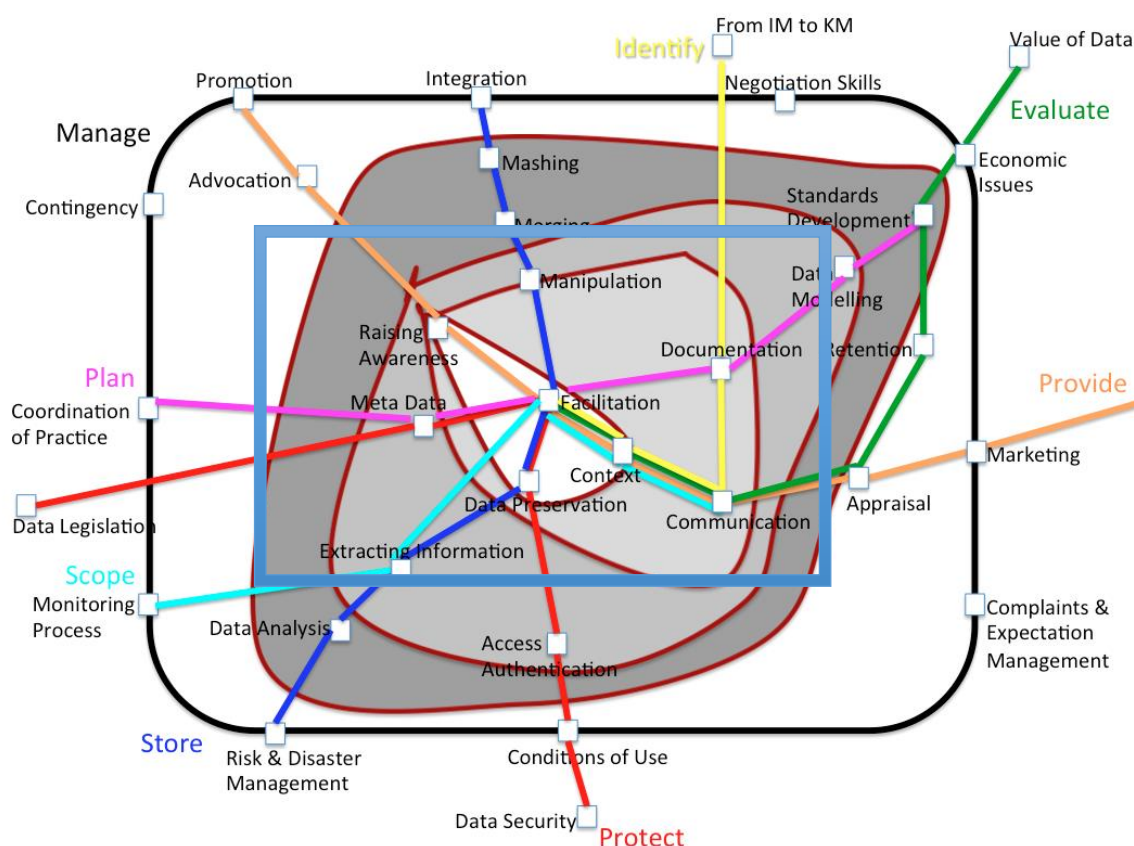 From IM to KM
Identify
Value of Data
Promotion
Integration
Negotiation Skills
Evaluate
Manage
Mashing
Economic
Issues
Advocation
Standards
Development
Contingency
Merging
Manipulation
Data
Modelling
Raising
Awareness
Documentation
Retention
Plan
Provide
Meta Data
Facilitation
Coordination
of Practice
Marketing
Context
Data Preservation
Appraisal
Data Legislation
Communication
Extracting Information
Scope
Monitoring
Process
Complaints &
Expectation
Management
Data Analysis
Access
Authentication
Store
Risk & Disaster
Management
Conditions of Use
Data Security
Protect